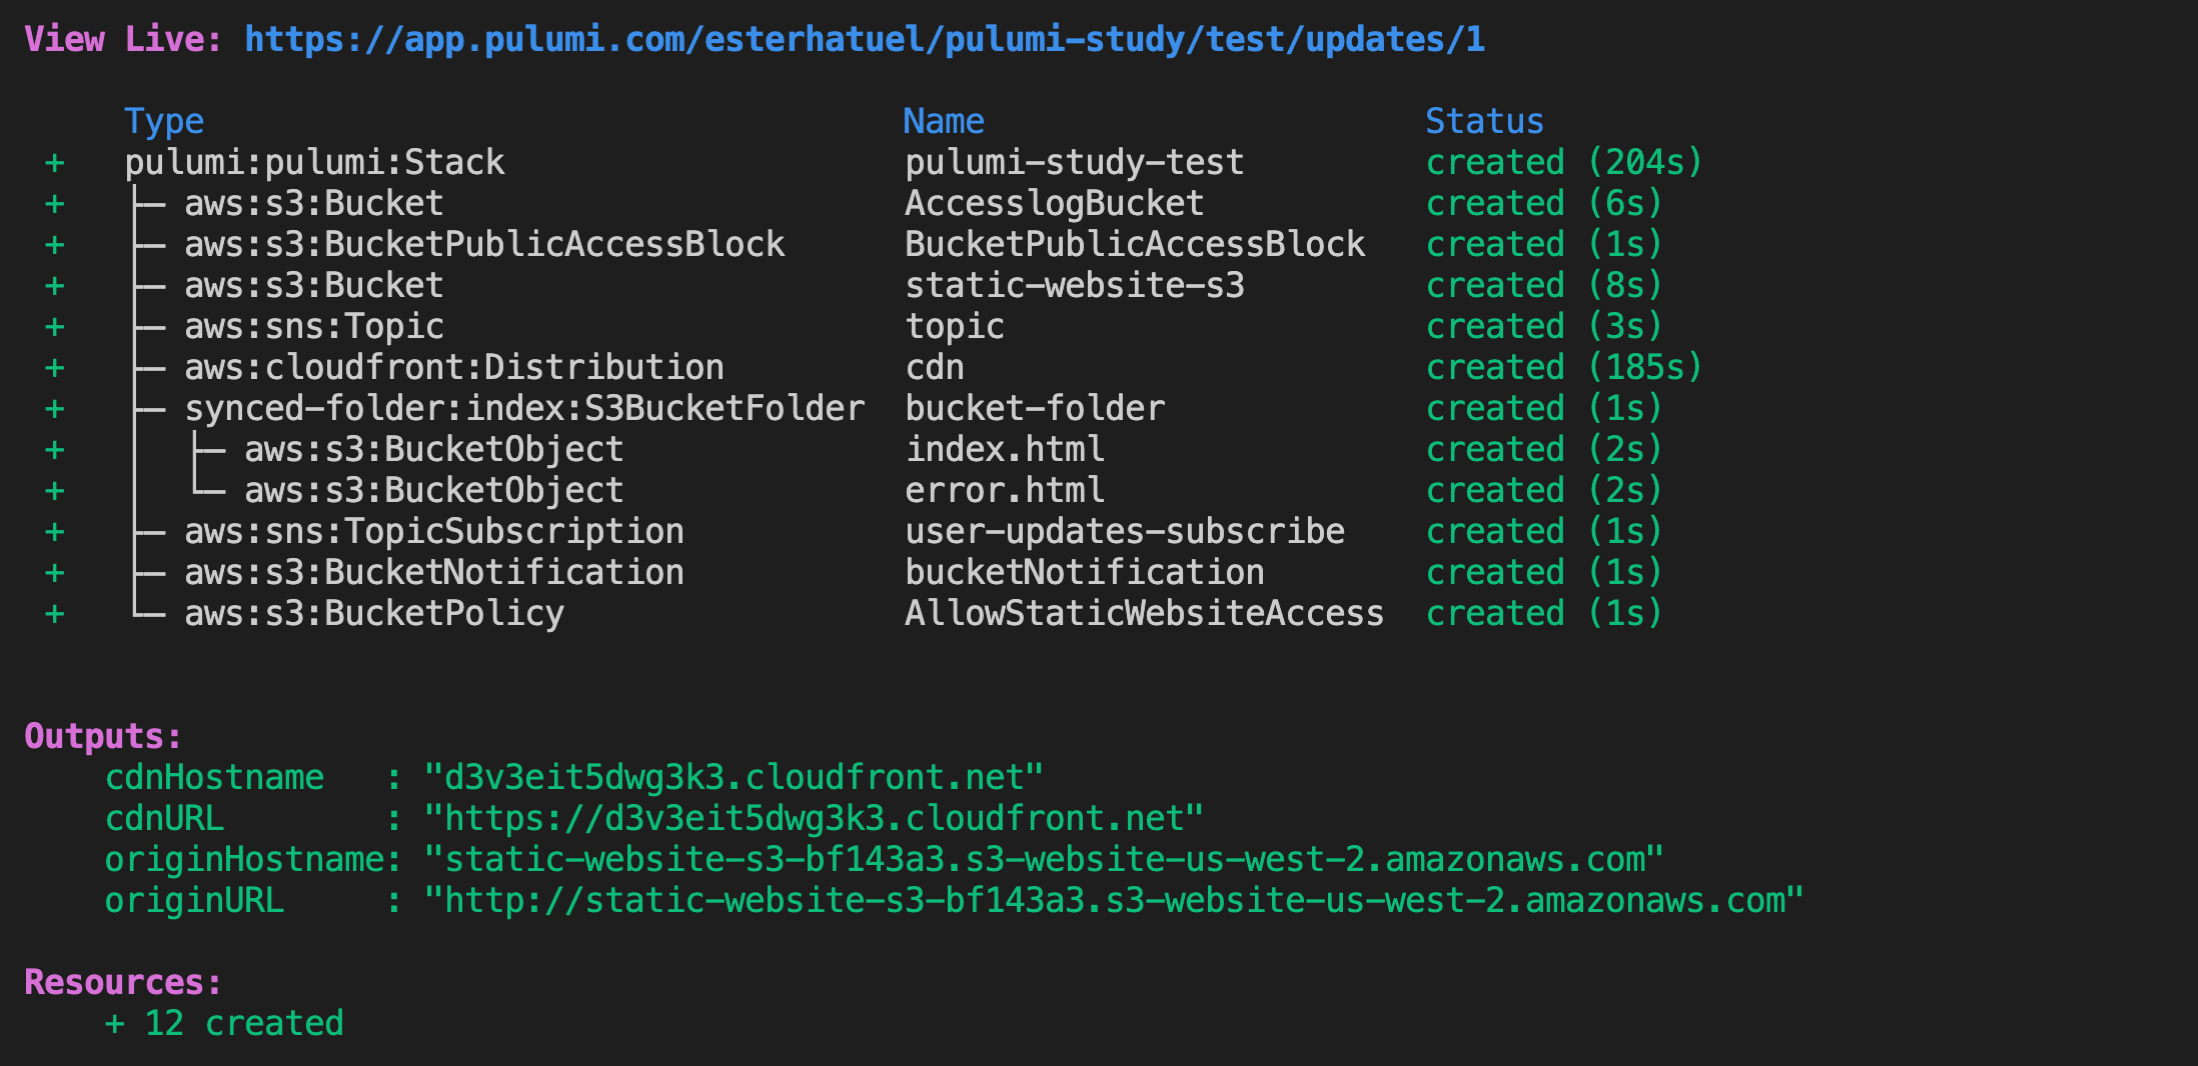 View Live: https://app.pulumi.com/esterhatuel/pulumi-study/test/updates/1
Type Name Status
+ pulumi:pulumi:Stack pulumi-study-test created (204s)
+ ├─ aws:s3:Bucket AccesslogBucket created (6s)
+ ├─ aws:s3:BucketPublicAccessBlock BucketPublicAccessBlock created (1s)
+ ├─ aws:s3:Bucket static-website-s3 created (8s)
+ ├─ aws:sns:Topic topic created (3s)
+ ├─ aws:cloudfront:Distribution cdn created (185s)
+ ├─ synced-folder:index:S3BucketFolder bucket-folder created (1s)
+ │ ├─ aws:s3:BucketObject index.html created (2s)
+ │ └─ aws:s3:BucketObject error.html created (2s)
+ ├─ aws:sns:TopicSubscription user-updates-subscribe created (1s)
+ ├─ aws:s3:BucketNotification bucketNotification created (1s)
+ └─ aws:s3:BucketPolicy AllowStaticWebsiteAccess created (1s)
Outputs:
cdnHostname : "d3v3eit5dwg3k3.cloudfront.net"
cdnURL : "https://d3v3eit5dwg3k3.cloudfront.net"
originHostname: "static-website-s3-bf143a3.s3-website-us-west-2.amazonaws.com"
originURL : "http://static-website-s3-bf143a3.s3-website-us-west-2.amazonaws.com"
Resources:
+ 12 created